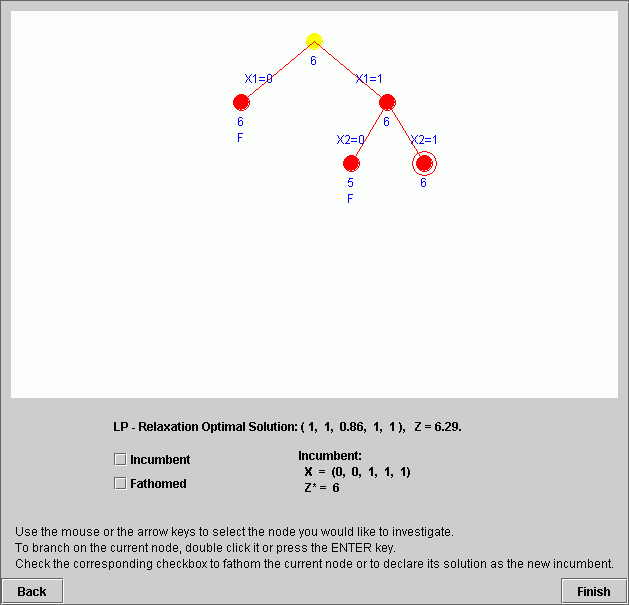 6
X1=0 X1=1
6 6
F
X2=0 X2=1
5 6
F
LP - Relaxation Optimal Solution: ( 1, 1, 0.86, 1, 1 ), Z = 6.29.
Incumbent
Fathomed
Incumbent:
X = (0, 0, 1, 1, 1)
Z* = 6
Use the mouse or the arrow keys to select the node you would like to investigate.
To branch on the current node, double click it or press the ENTER key.
Check the corresponding checkbox to fathom the current node or to declare its solution as the new incumbent.
Back Finish